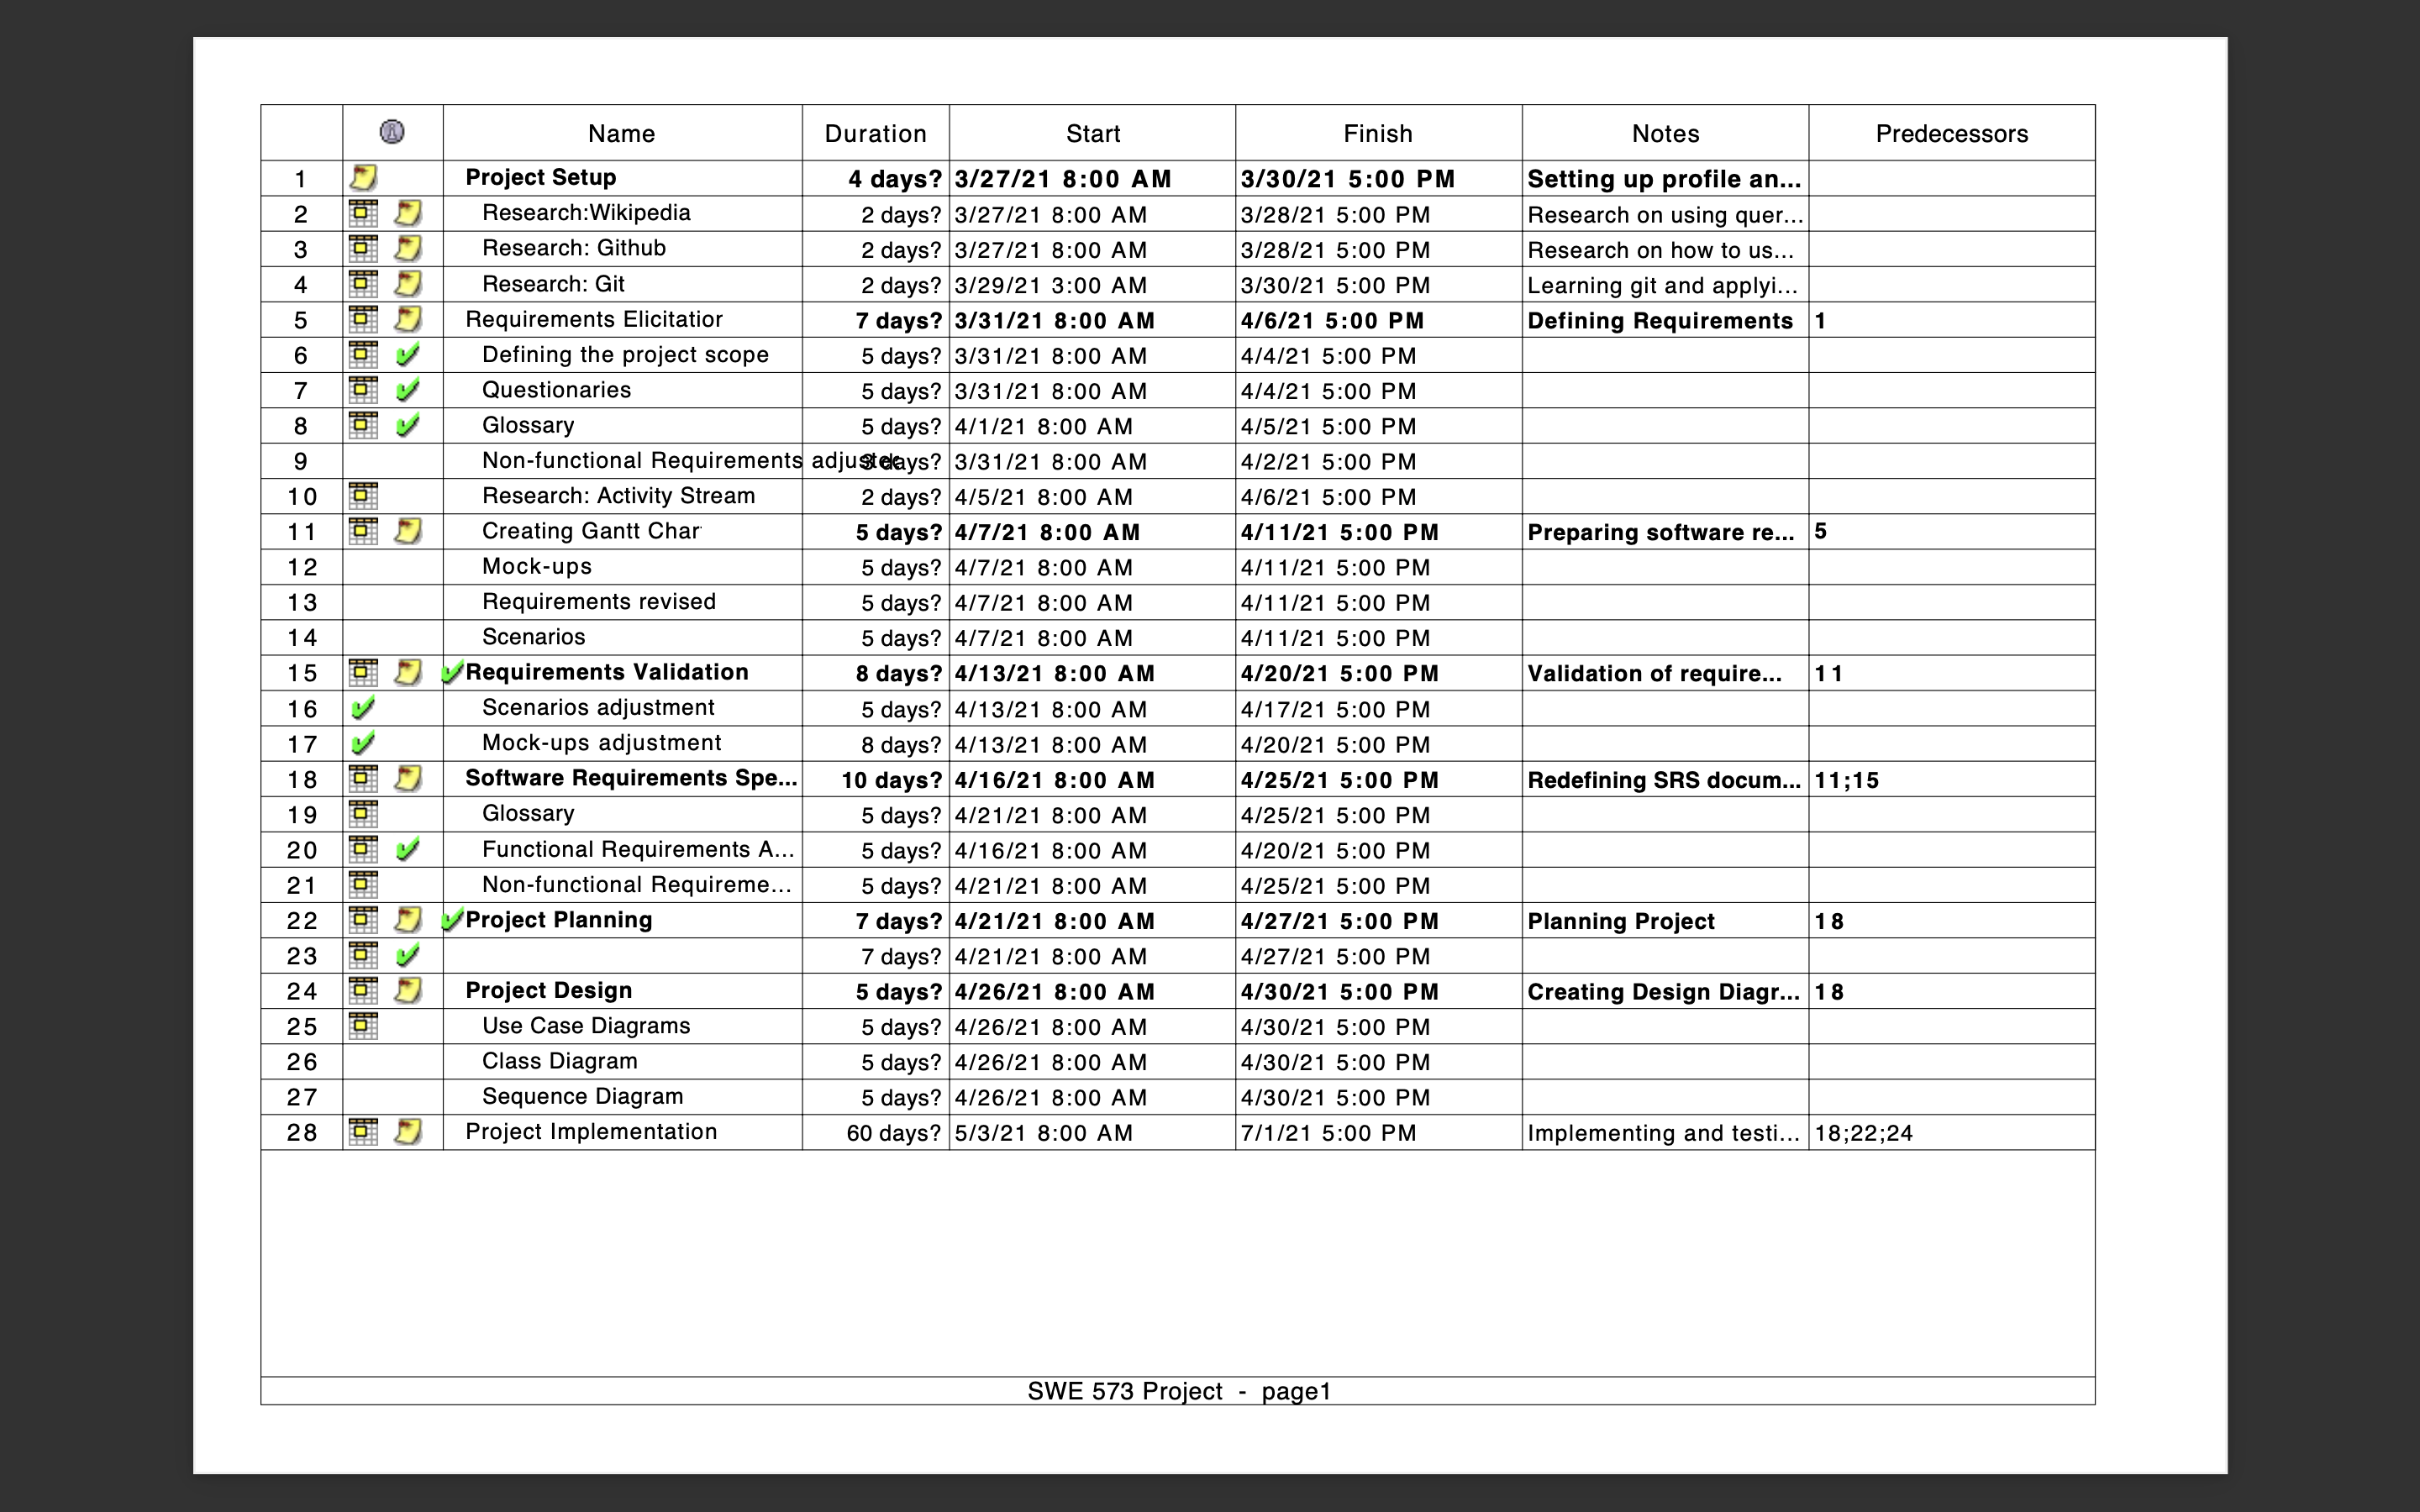 Name Duration Start Finish Notes Predecessors
1 Project Setup 4 days? 3/27/21 8:00 AM 3/30/21 5:00 PM Setting up profile an...
2 Research:Wikipedia 2 days? 3/27/21 8:00 AM 3/28/21 5:00 PM Research on using quer...
3 Research: Github 2 days? 3/27/21 8:00 AM 3/28/21 5:00 PM Research on how to us...
4 Research: Git 2 days? 3/29/21 3:00 AM 3/30/21 5:00 PM Learning git and applyi...
5 Requirements Elicitatior 7 days? 3/31/21 8:00 AM 4/6/21 5:00 PM Defining Requirements 1
6 Defining the project scope 5 days? 3/31/21 8:00 AM 4/4/21 5:00 PM
7 Questionaries 5 days? 3/31/21 8:00 AM 4/4/21 5:00 PM
8 Glossary 5 days? 4/1/21 8:00 AM 4/5/21 5:00 PM
9 Non-functional Requirements adjusted 3 days? 3/31/21 8:00 AM 4/2/21 5:00 PM
10 Research: Activity Stream 2 days? 4/5/21 8:00 AM 4/6/21 5:00 PM
11 Creating Gantt Char 5 days? 4/7/21 8:00 AM 4/11/21 5:00 PM Preparing software re... 5
12 Mock-ups 5 days? 4/7/21 8:00 AM 4/11/21 5:00 PM
13 Requirements revised 5 days? 4/7/21 8:00 AM 4/11/21 5:00 PM
14 Scenarios 5 days? 4/7/21 8:00 AM 4/11/21 5:00 PM
15 Requirements Validation 8 days? 4/13/21 8:00 AM 4/20/21 5:00 PM Validation of require... 11
16 Scenarios adjustment 5 days? 4/13/21 8:00 AM 4/17/21 5:00 PM
17 Mock-ups adjustment 8 days? 4/13/21 8:00 AM 4/20/21 5:00 PM
18 Software Requirements Spe... 10 days? 4/16/21 8:00 AM 4/25/21 5:00 PM Redefining SRS docum... 11;15
19 Glossary 5 days? 4/21/21 8:00 AM 4/25/21 5:00 PM
20 Functional Requirements A... 5 days? 4/16/21 8:00 AM 4/20/21 5:00 PM
21 Non-functional Requireme... 5 days? 4/21/21 8:00 AM 4/25/21 5:00 PM
22 Project Planning 7 days? 4/21/21 8:00 AM 4/27/21 5:00 PM Planning Project 18
23 7 days? 4/21/21 8:00 AM 4/27/21 5:00 PM
24 Project Design 5 days? 4/26/21 8:00 AM 4/30/21 5:00 PM Creating Design Diagr... 18
25 Use Case Diagrams 5 days? 4/26/21 8:00 AM 4/30/21 5:00 PM
26 Class Diagram 5 days? 4/26/21 8:00 AM 4/30/21 5:00 PM
27 Sequence Diagram 5 days? 4/26/21 8:00 AM 4/30/21 5:00 PM
28 Project Implementation 60 days? 5/3/21 8:00 AM 7/1/21 5:00 PM Implementing and testi... 18;22;24
SWE 573 Project - page1